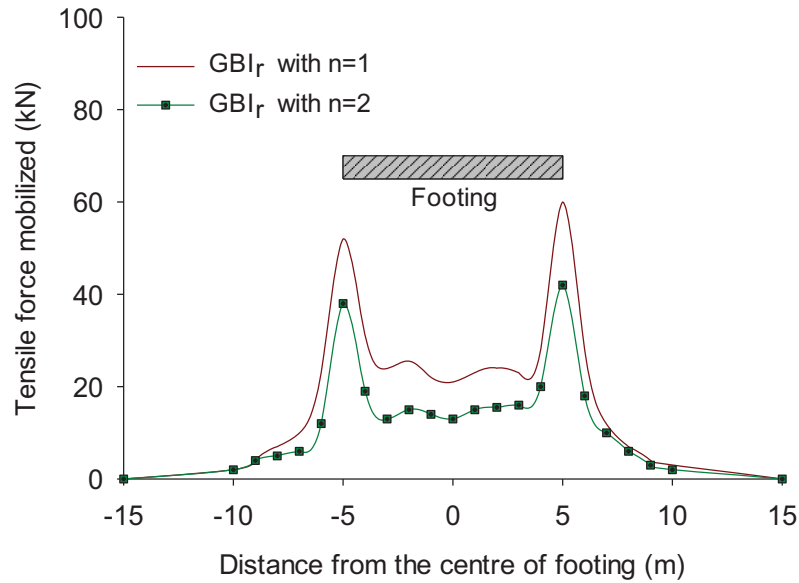 100
80
60
40
20
0
Tensile force mobilized (kN)
GBIr with n=1
GBIr with n=2
Footing
-15 -10 -5 0 5 10 15
Distance from the centre of footing (m)